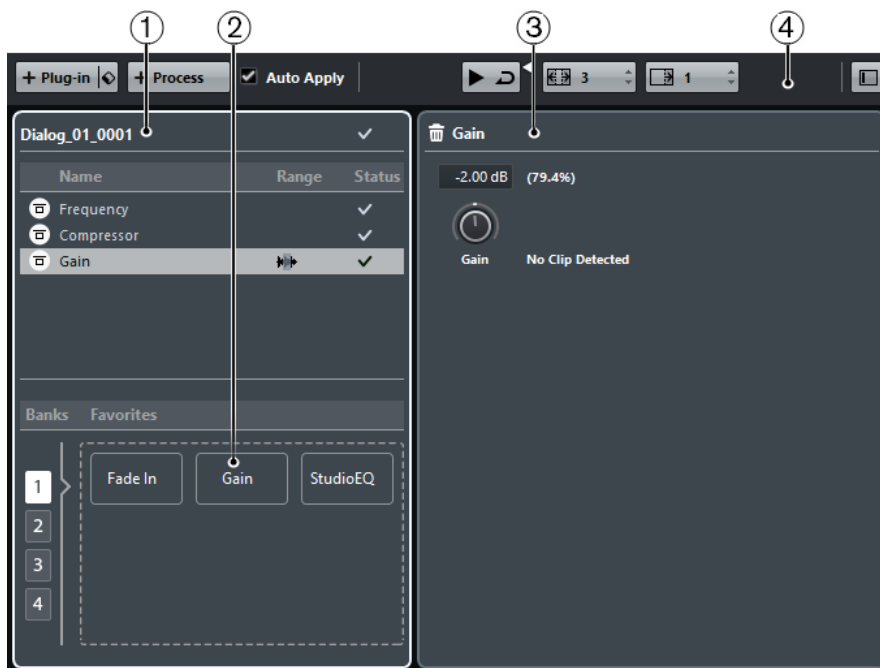 1 2 3 4
+ Plug-in + Process Auto Apply 3 1
Dialog_01_0001
Name Range Status
Frequency
Compressor
Gain
Banks Favorites
1
2
3
4
Fade In Gain StudioEQ
Gain
-2.00 dB (79.4%)
Gain No Clip Detected